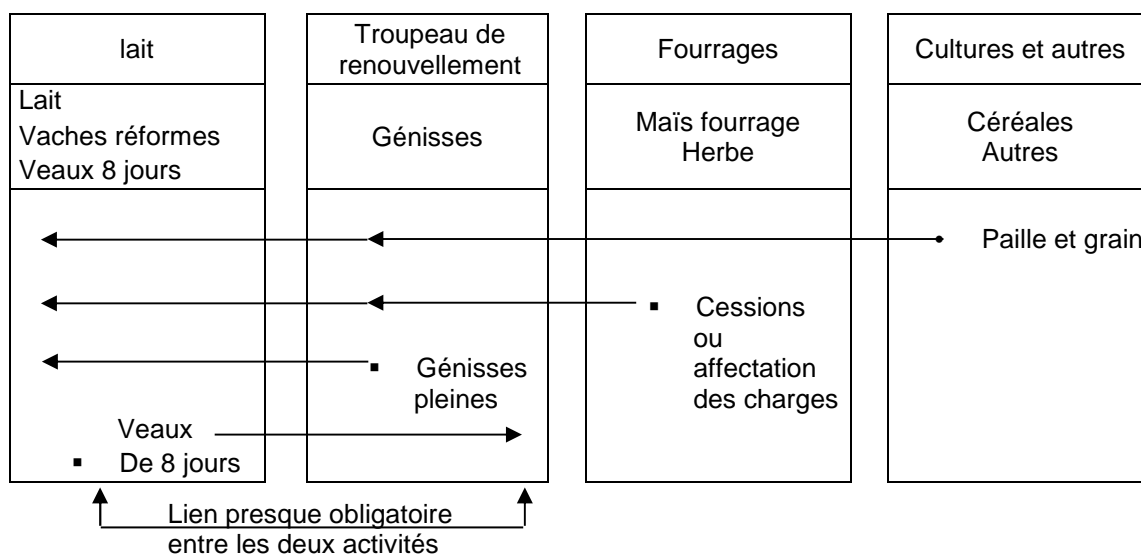 lait
Troupeau de
renouvellement
Fourrages
Cultures et autres
Lait
Vaches réformes
Veaux 8 jours
Génisses
Maïs fourrage
Herbe
Céréales
Autres
Paille et grain
Cessions
ou
affectation
des charges
Génisses
pleines
Veaux
De 8 jours
Lien presque obligatoire
entre les deux activités